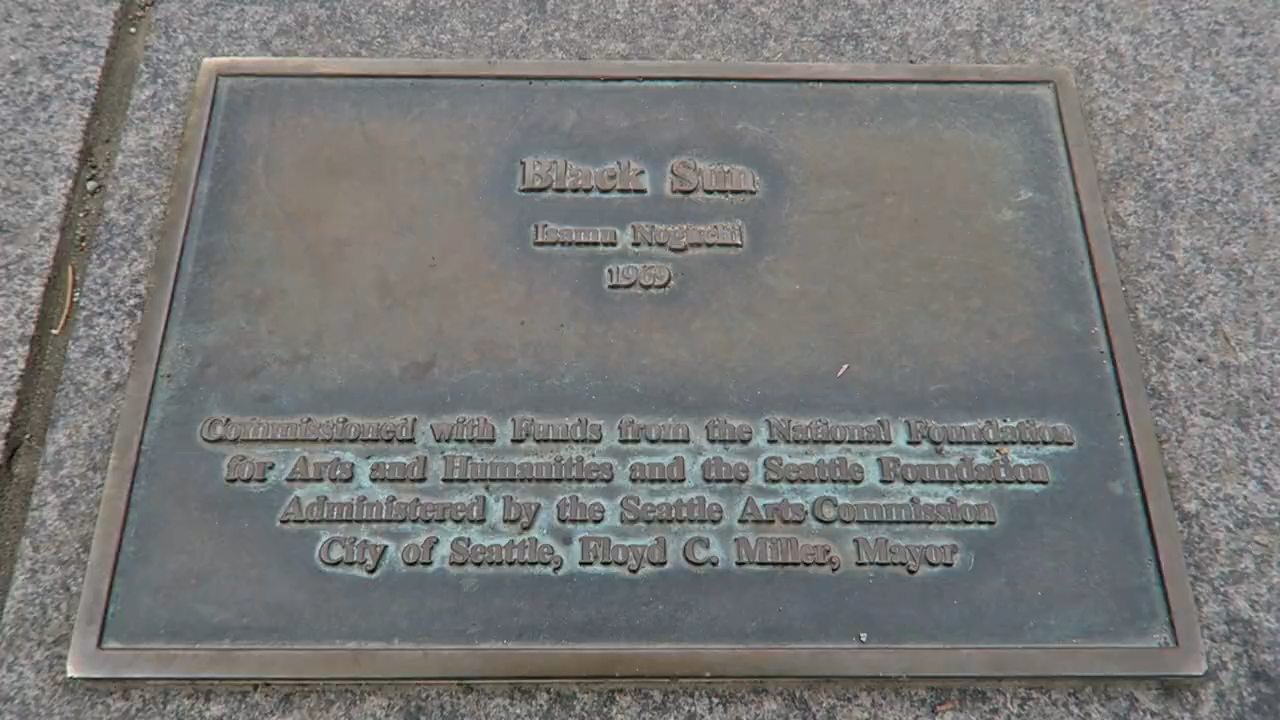 Black Sun
Isamu Noguchi
1969
Commissioned with Funds from the National Foundation
for Arts and Humanities and the Seattle Foundation
Administered by the Seattle Arts Commission
City of Seattle, Floyd C. Miller, Mayor